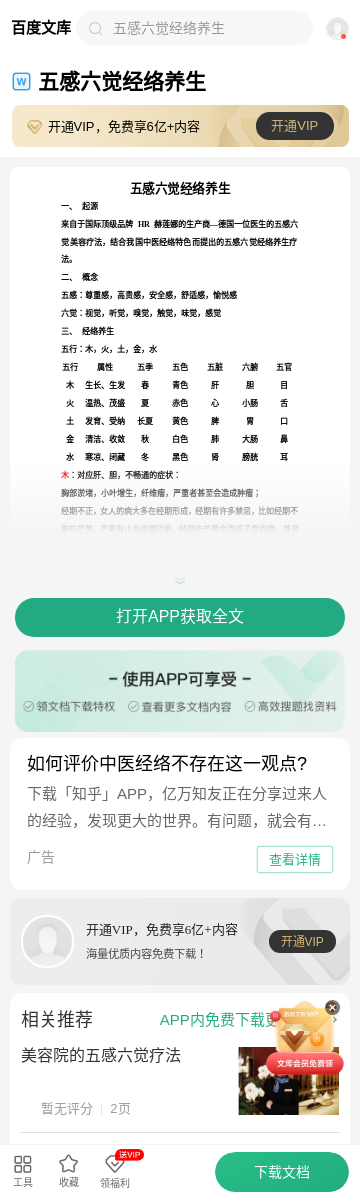 百度文库
五感六觉经络养生
W 五感六觉经络养生
开通VIP，免费享6亿+内容
开通VIP
五感六觉经络养生
一、 起源
来自于国际顶级品牌 HR 赫莲娜的生产商—德国一位医生的五感六
觉美容疗法，结合我国中医经络特色而提出的五感六觉经络养生疗
法。
二、 概念
五感：尊重感，高贵感，安全感，舒适感，愉悦感
六觉：视觉，听觉，嗅觉，触觉，味觉，感觉
三、 经络养生
五行：木，火，土，金，水
五行 属性 五季 五色 五脏 六腑 五官
木 生长、生发 春 青色 肝 胆 目
火 温热、茂盛 夏 赤色 心 小肠 舌
土 发育、受纳 长夏 黄色 脾 胃 口
金 清洁、收敛 秋 白色 肺 大肠 鼻
水 寒凉、闭藏 冬 黑色 肾 膀胱 耳
木：对应肝、胆，不畅通的症状：
胸部淤堵，小叶增生，纤维瘤，严重者甚至会造成肿瘤；
经期不正，女人的病大多在经期形成，经期有许多禁忌，比如经期不
打开APP获取全文
– 使用APP可享受 –
领文档下载特权 查看更多文档内容 高效搜题找资料
如何评价中医经络不存在这一观点?
下载「知乎」APP，亿万知友正在分享过来人
的经验，发现更大的世界。有问题，就会有…
广告
查看详情
开通VIP，免费享6亿+内容
海量优质内容免费下载！
开通VIP
相关推荐
APP内免费下载更
美容院的五感六觉疗法
文库会员免费领
暂无评分 2页
工具
收藏
送VIP
领福利
下载文档